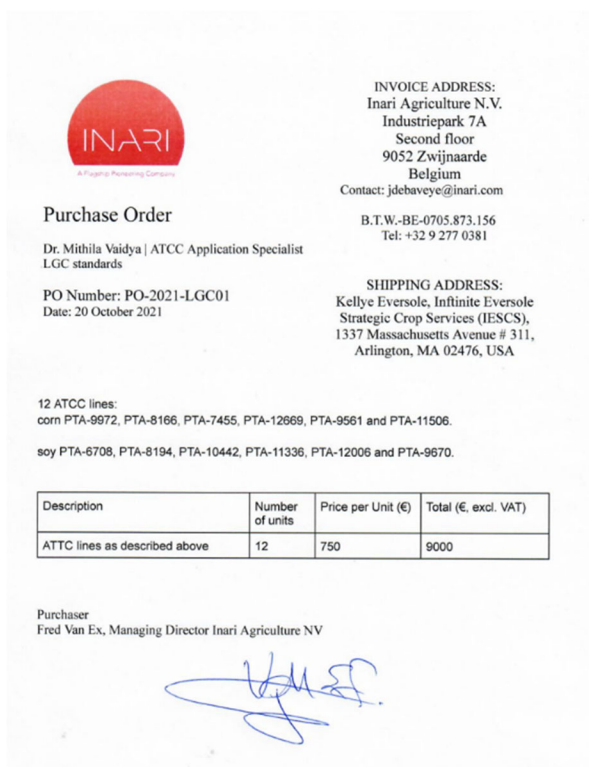 INARI
A Flagship Pioneering Company
INVOICE ADDRESS:
Inari Agriculture N.V.
Industriepark 7A
Second floor
9052 Zwijnaarde
Belgium
Contact: jdebaveye@inari.com
B.T.W.-BE-0705.873.156
Tel: +32 9 277 0381
Purchase Order
Dr. Mithila Vaidya | ATCC Application Specialist
LGC standards
PO Number: PO-2021-LGC01
Date: 20 October 2021
SHIPPING ADDRESS:
Kellye Eversole, Inftinite Eversole
Strategic Crop Services (IESCS),
1337 Massachusetts Avenue # 311,
Arlington, MA 02476, USA
12 ATCC lines:
corn PTA-9972, PTA-8166, PTA-7455, PTA-12669, PTA-9561 and PTA-11506.
soy PTA-6708, PTA-8194, PTA-10442, PTA-11336, PTA-12006 and PTA-9670.
Description Number of units Price per Unit (€) Total (€, excl. VAT)
ATTC lines as described above 12 750 9000
Purchaser
Fred Van Ex, Managing Director Inari Agriculture NV